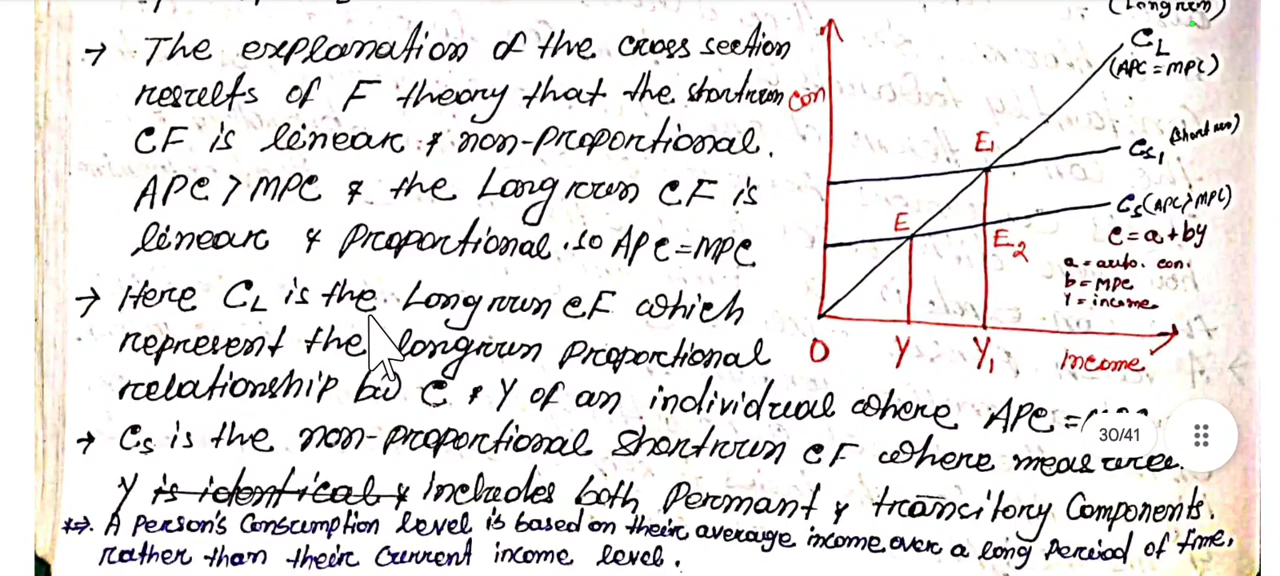 (Long run)
→ The explanation of the cross section
results of F theory that the shortrun
CF is linear & non-proportional.
APC > MPC & the Long run CF is
linear & Proportional. so APC = MPC
→ Here CL is the Longrun CF which
represent the longrun Proportional
relationship bw C & Y of an individual where APC =
→ Cs is the non-proportional Shortrun CF where measured
Y is identical & includes both Permant & trancitory Components.
*⇒. A Person's Consumption level is based on their average income over a long Period of time,
rather than their Current income level.
CL
(APC = MPC)
Con
E1
Cs1 (Short run)
E
Cs (APC > MPC)
E2
C = a + by
a = auto. con.
b = MPC
Y = income
O Y Y1 income
30/41